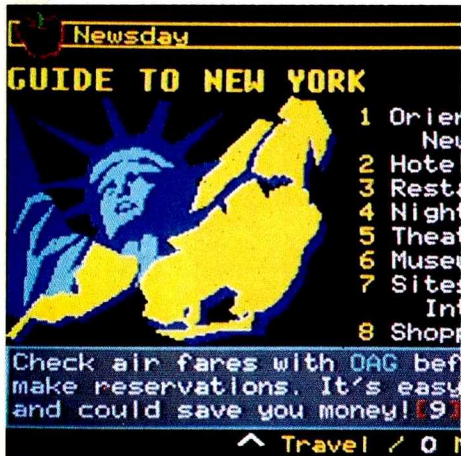 Newsday
GUIDE TO NEW YORK
1 Orien
New
2 Hote
3 Resta
4 Night
5 Theat
6 Museu
7 Sites
Int
8 Shopp
Check air fares with OAG bef
make reservations. It's easy
and could save you money![9]
^ Travel / 0 M